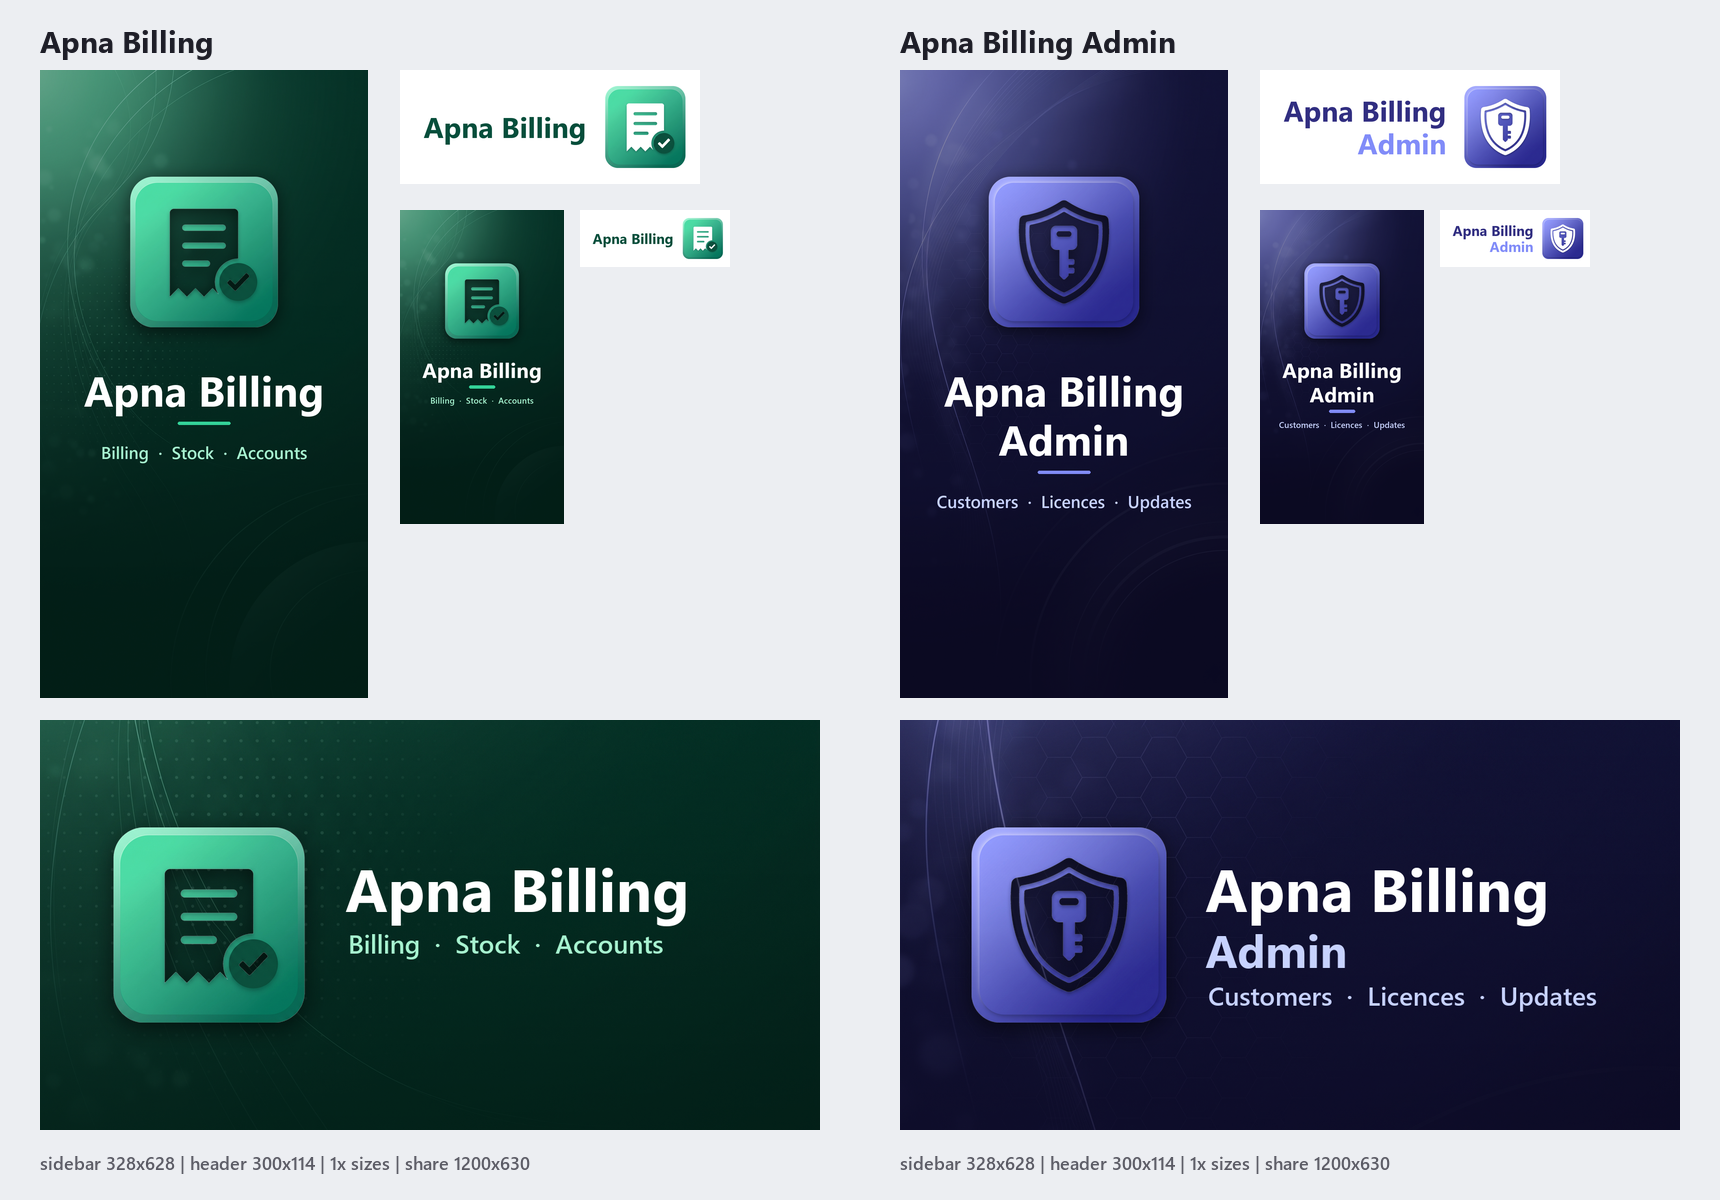 Apna Billing
Apna Billing
Billing · Stock · Accounts
Apna Billing
Apna Billing
Billing · Stock · Accounts
Apna Billing
Apna Billing
Billing · Stock · Accounts
sidebar 328x628 | header 300x114 | 1x sizes | share 1200x630
Apna Billing Admin
Apna Billing
Admin
Customers · Licences · Updates
Apna Billing
Admin
Apna Billing
Admin
Customers · Licences · Updates
Apna Billing
Admin
Apna Billing
Admin
Customers · Licences · Updates
sidebar 328x628 | header 300x114 | 1x sizes | share 1200x630